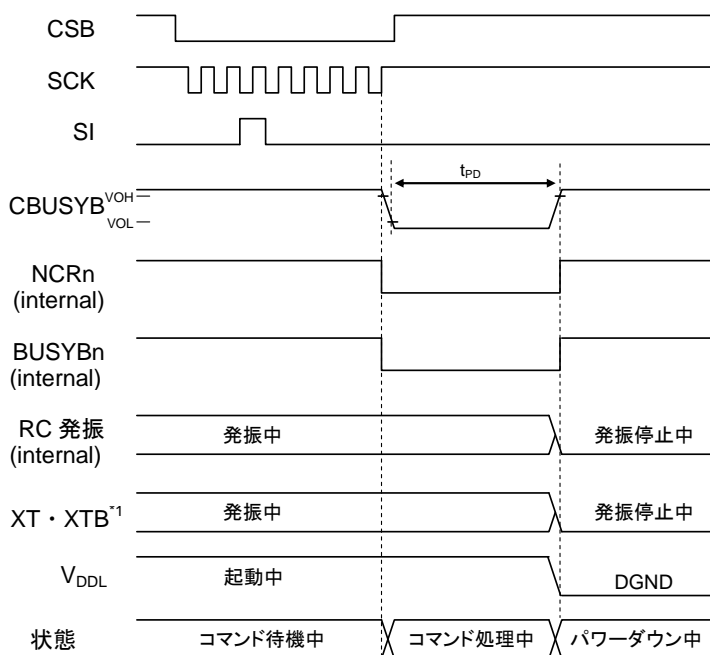 CSB
SCK
SI
tPD
CBUSYB
VOH
VOL
NCRn
(internal)
BUSYBn
(internal)
RC 発振
(internal)
発振中
発振停止中
XT・XTB*1
発振中
発振停止中
VDDL
起動中
DGND
状態
コマンド待機中
コマンド処理中
パワーダウン中